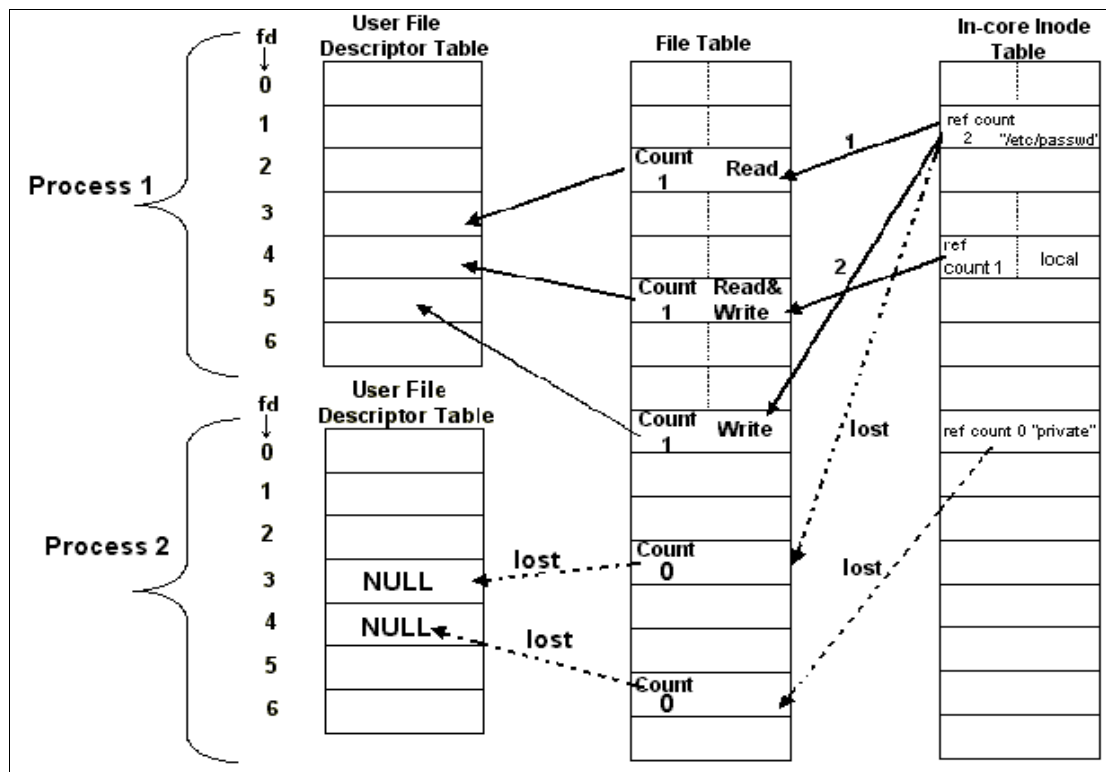 fd
User File
Descriptor Table
File Table
In-core Inode
Table
Process 1
0
1
2
3
4
5
6
ref count
2 "/etc/passwd'
1
Count
1
Read
2
ref
count 1
local
Count
1
Read&
Write
Count
1
Write
lost
ref count 0 "private"
fd
User File
Descriptor Table
Process 2
0
1
2
3
4
5
6
NULL
NULL
lost
lost
Count
0
lost
Count
0